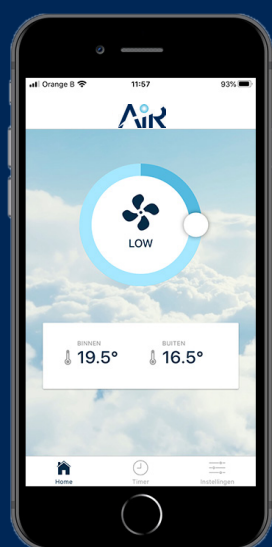 Orange B 11:57 93%
AIR
LOW
BINNEN BUITEN
19.5° 16.5°
Home Timer Instellingen